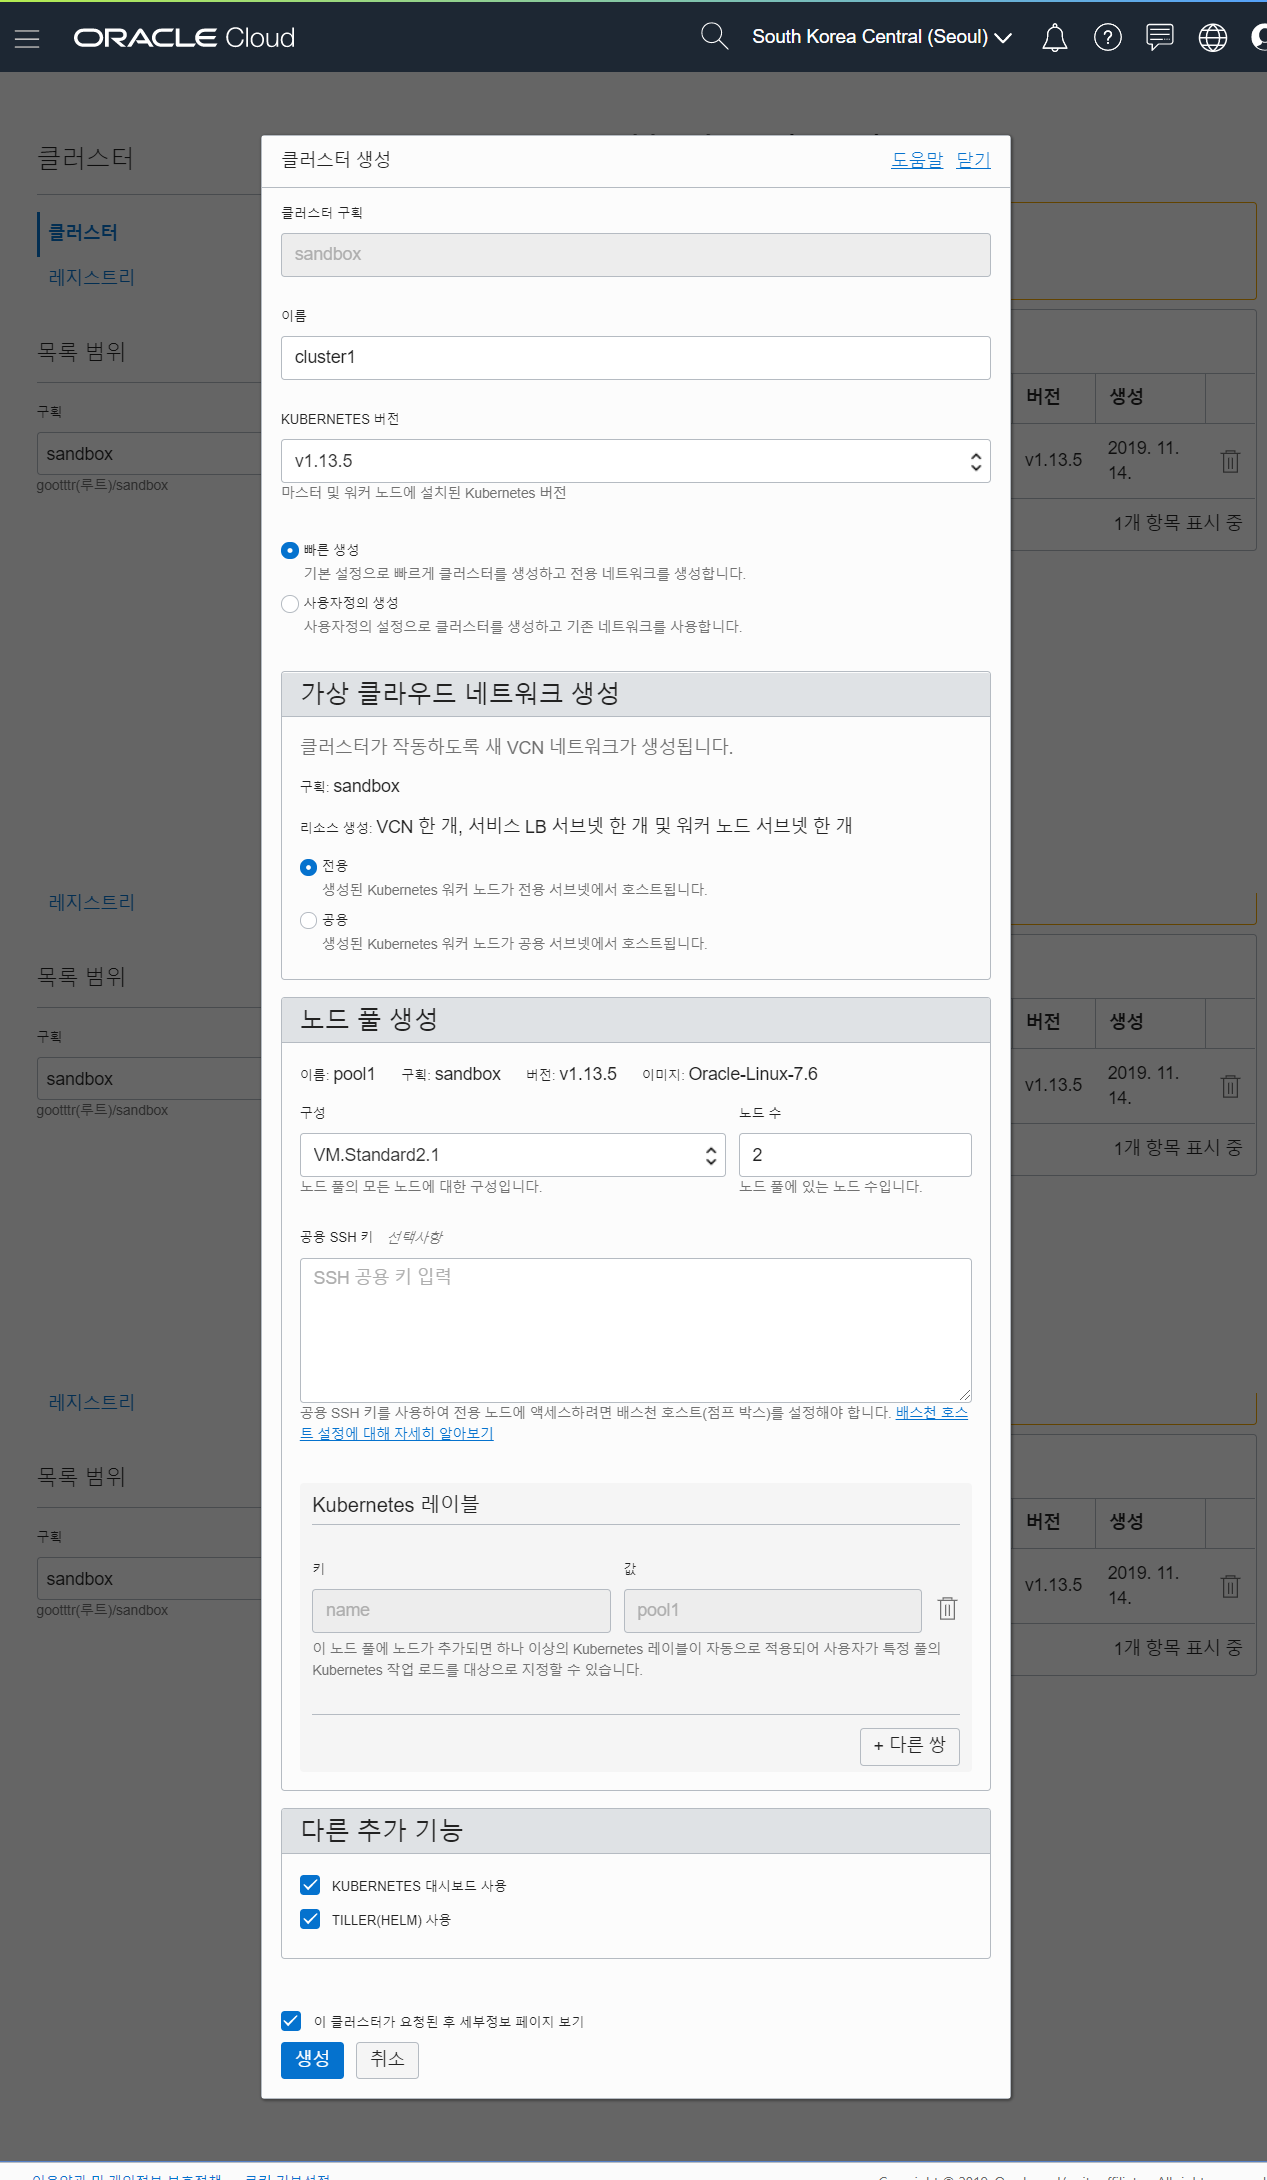 ORACLE Cloud
South Korea Central (Seoul)
클러스터
클러스터
레지스트리
목록 범위
구획
sandbox
gootttr(루트)/sandbox
버전 생성
v1.13.5 2019. 11. 14.
1개 항목 표시 중
클러스터 생성 도움말 닫기
클러스터 구획
sandbox
이름
cluster1
KUBERNETES 버전
v1.13.5
마스터 및 워커 노드에 설치된 Kubernetes 버전
빠른 생성
기본 설정으로 빠르게 클러스터를 생성하고 전용 네트워크를 생성합니다.
사용자정의 생성
사용자정의 설정으로 클러스터를 생성하고 기존 네트워크를 사용합니다.
가상 클라우드 네트워크 생성
클러스터가 작동하도록 새 VCN 네트워크가 생성됩니다.
구획: sandbox
리소스 생성: VCN 한 개, 서비스 LB 서브넷 한 개 및 워커 노드 서브넷 한 개
전용
생성된 Kubernetes 워커 노드가 전용 서브넷에서 호스트됩니다.
공용
생성된 Kubernetes 워커 노드가 공용 서브넷에서 호스트됩니다.
레지스트리
목록 범위
구획
sandbox
gootttr(루트)/sandbox
버전 생성
v1.13.5 2019. 11. 14.
1개 항목 표시 중
노드 풀 생성
이름: pool1 구획: sandbox 버전: v1.13.5 이미지: Oracle-Linux-7.6
구성 노드 수
VM.Standard2.1 2
노드 풀의 모든 노드에 대한 구성입니다. 노드 풀에 있는 노드 수입니다.
공용 SSH 키 선택사항
SSH 공용 키 입력
공용 SSH 키를 사용하여 전용 노드에 액세스하려면 배스천 호스트(점프 박스)를 설정해야 합니다. 배스천 호스
트 설정에 대해 자세히 알아보기
레지스트리
목록 범위
구획
sandbox
gootttr(루트)/sandbox
버전 생성
v1.13.5 2019. 11. 14.
1개 항목 표시 중
Kubernetes 레이블
키 값
name pool1
이 노드 풀에 노드가 추가되면 하나 이상의 Kubernetes 레이블이 자동으로 적용되어 사용자가 특정 풀의
Kubernetes 작업 로드를 대상으로 지정할 수 있습니다.
+ 다른 쌍
다른 추가 기능
KUBERNETES 대시보드 사용
TILLER(HELM) 사용
이 클러스터가 요청된 후 세부정보 페이지 보기
생성 취소